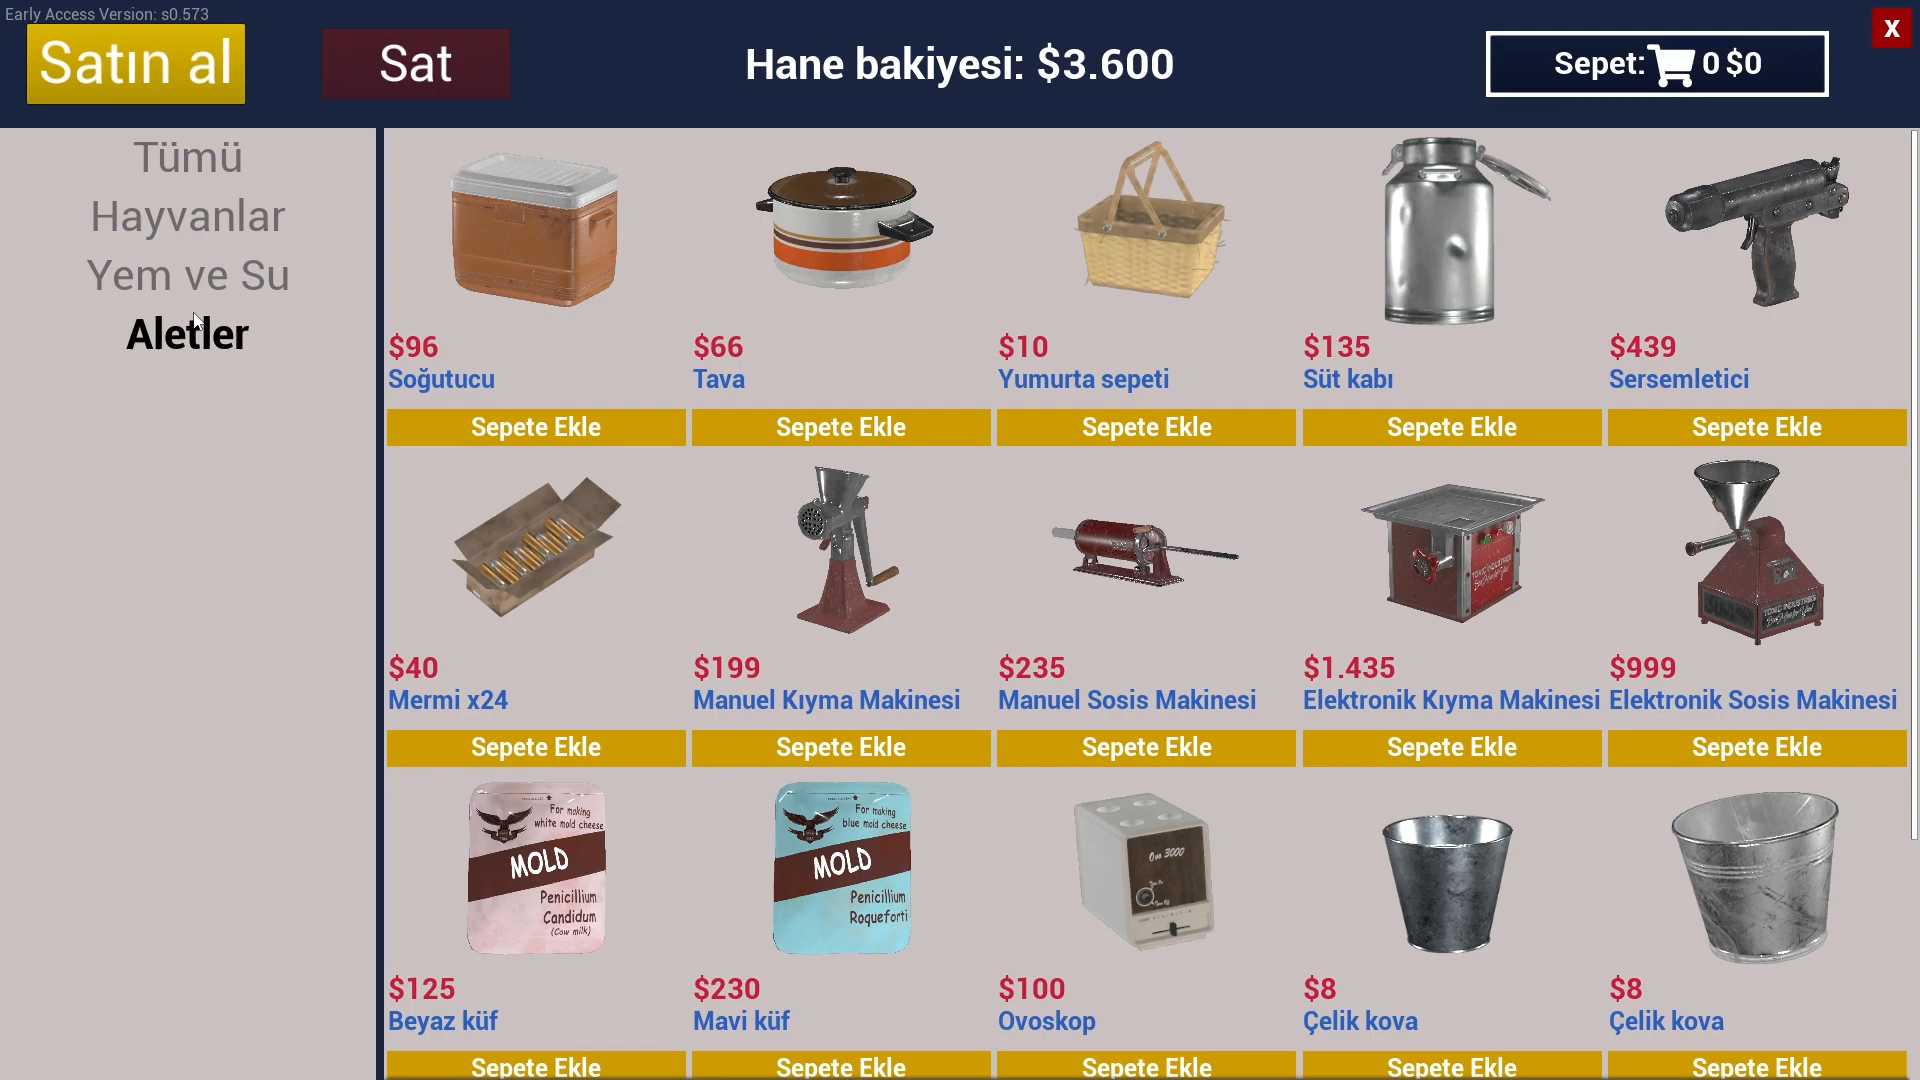 Early Access Version: s0.573
Satın al
Sat
Hane bakiyesi: $3.600
Sepet: 0 $0
X
Tümü
Hayvanlar
Yem ve Su
Aletler
$96
Soğutucu
Sepete Ekle
$66
Tava
Sepete Ekle
$10
Yumurta sepeti
Sepete Ekle
$135
Süt kabı
Sepete Ekle
$439
Sersemletici
Sepete Ekle
$40
Mermi x24
Sepete Ekle
$199
Manuel Kıyma Makinesi
Sepete Ekle
$235
Manuel Sosis Makinesi
Sepete Ekle
TOXIC INDUSTRIES
$1.435
Elektronik Kıyma Makinesi
Sepete Ekle
TOXIC INDUSTRIES
$999
Elektronik Sosis Makinesi
Sepete Ekle
For making
white mold cheese
MOLD
Penicillium
Candidum
(Cow milk)
$125
Beyaz küf
Sepete Ekle
For making
blue mold cheese
MOLD
Penicillium
Roqueforti
$230
Mavi küf
Sepete Ekle
Ovo 3000
$100
Ovoskop
Sepete Ekle
$8
Çelik kova
Sepete Ekle
$8
Çelik kova
Sepete Ekle